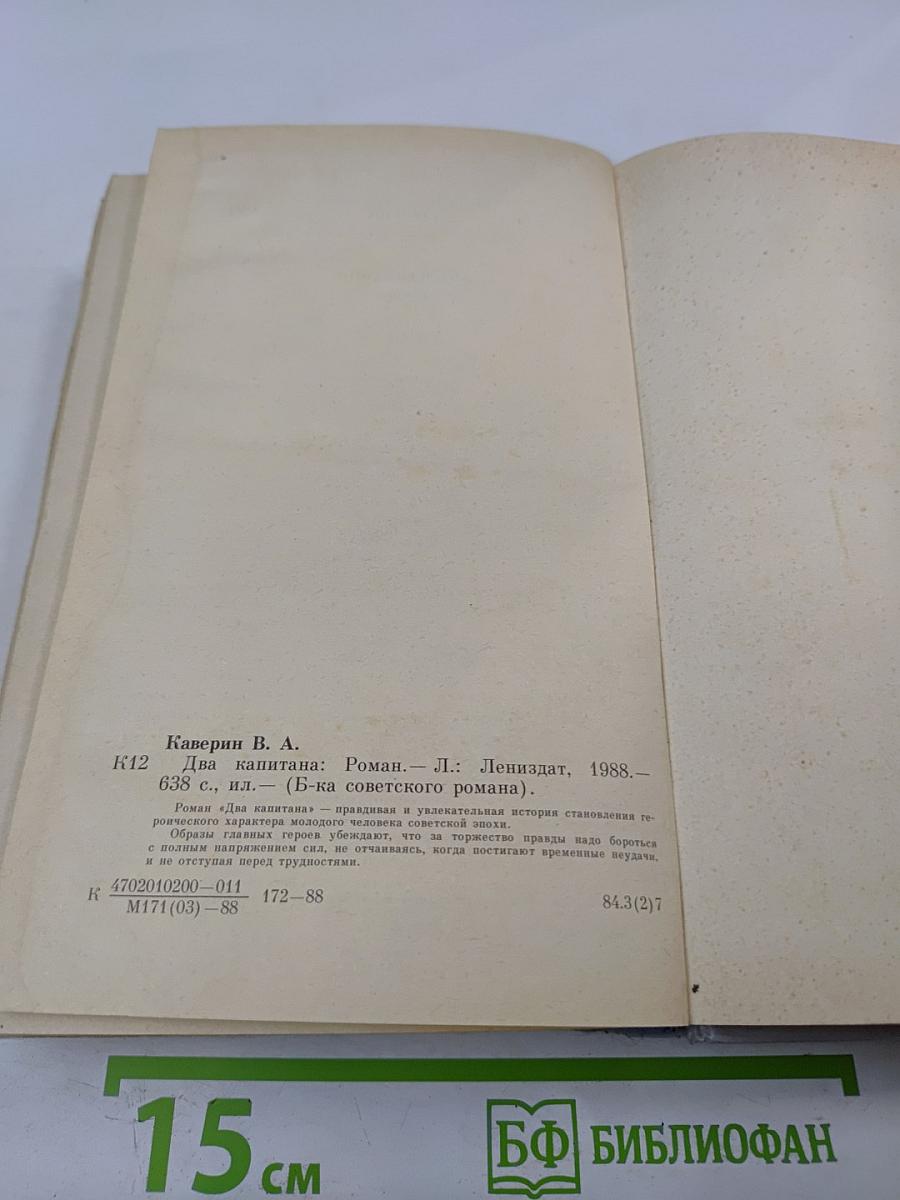 Каверин В. А.
К12 Два капитана: Роман.— Л.: Лениздат, 1988.—
638 с., ил.— (Б-ка советского романа).
Роман «Два капитана» — правдивая и увлекательная история становления ге-
роического характера молодого человека советской эпохи.
Образы главных героев убеждают, что за торжество правды надо бороться
с полным напряжением сил, не отчаиваясь, когда постигают временные неудачи,
и не отступая перед трудностями.
К 4702010200—011 172—88 84.3(2)7
М171(03)—88
15 см
БФ БИБЛИОФАН